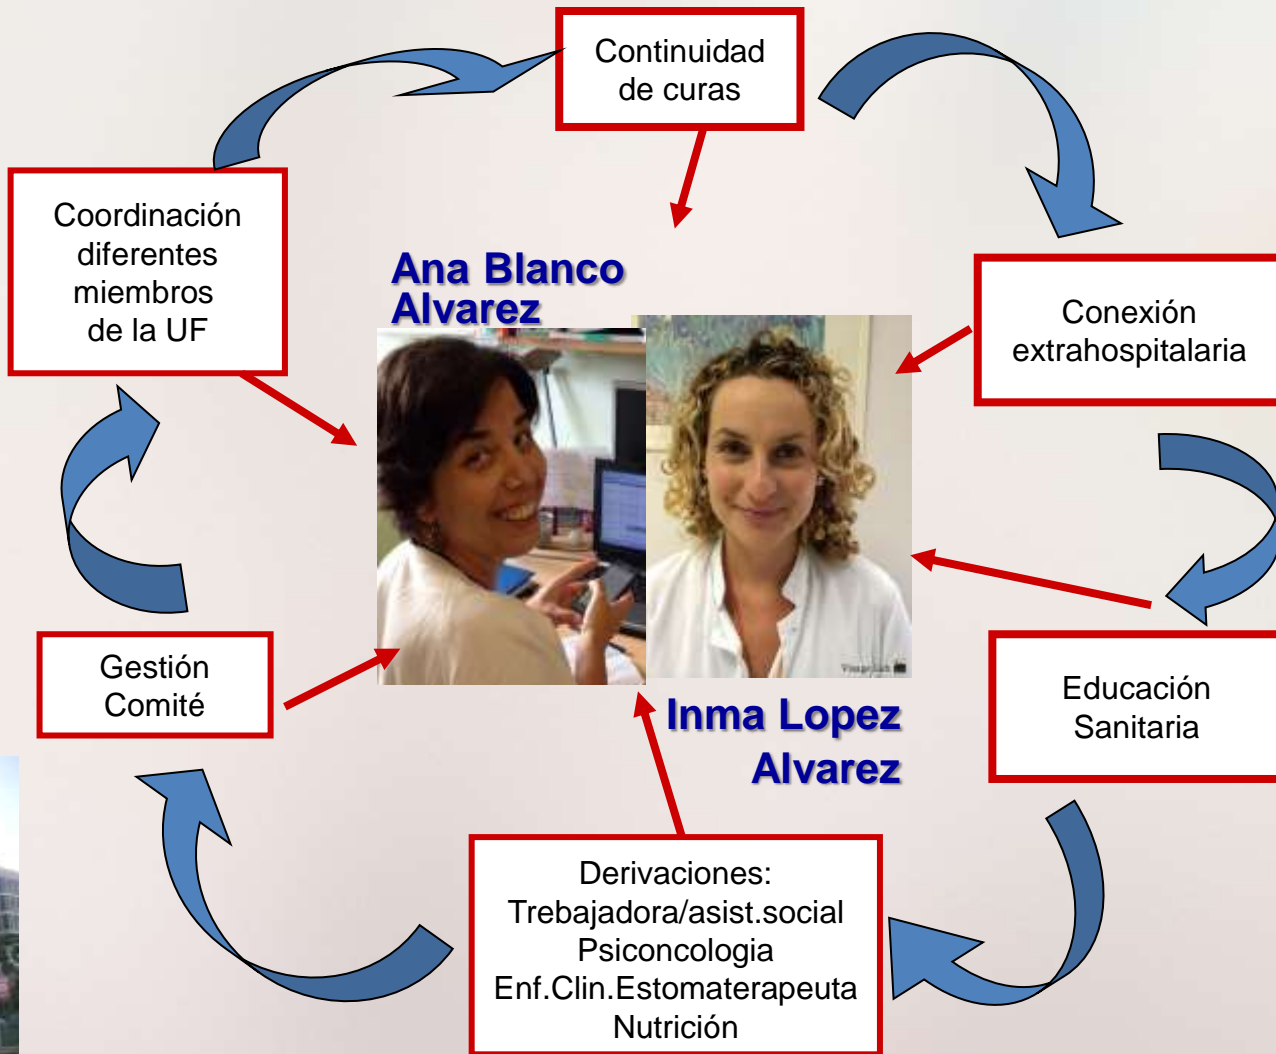 Continuidad
de curas
Coordinación
diferentes
miembros
de la UF
Ana Blanco
Alvarez
Conexión
extrahospitalaria
Gestión
Comité
Inma Lopez
Alvarez
Educación
Sanitaria
Derivaciones:
Trebajadora/asist.social
Psiconcologia
Enf.Clin.Estomaterapeuta
Nutrición